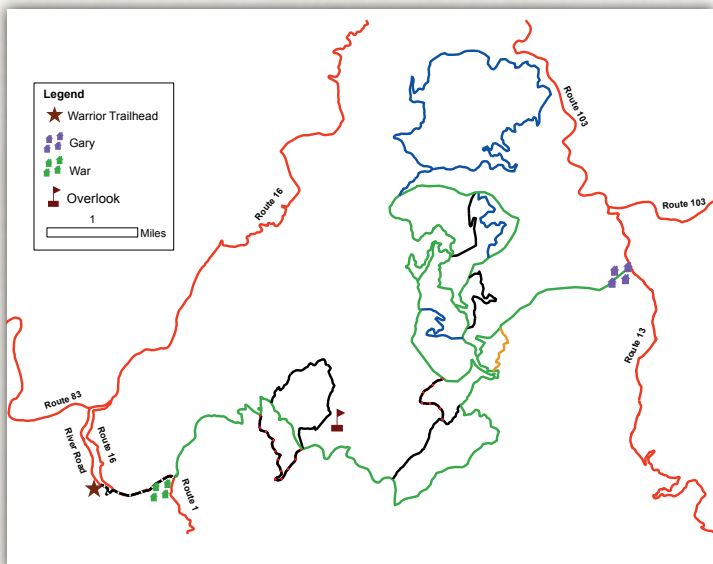 Legend
Warrior Trailhead
Gary
War
Overlook
1
Miles
Route 103
Route 16
Route 103
Route 13
Route 83
River Road
Route 16
Route 1